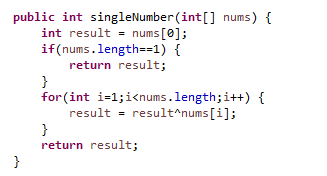 public int singleNumber(int[] nums) {
    int result = nums[0];
    if(nums.length==1) {
        return result;
    }
    for(int i=1;i<nums.length;i++) {
        result = result^nums[i];
    }
    return result;
}